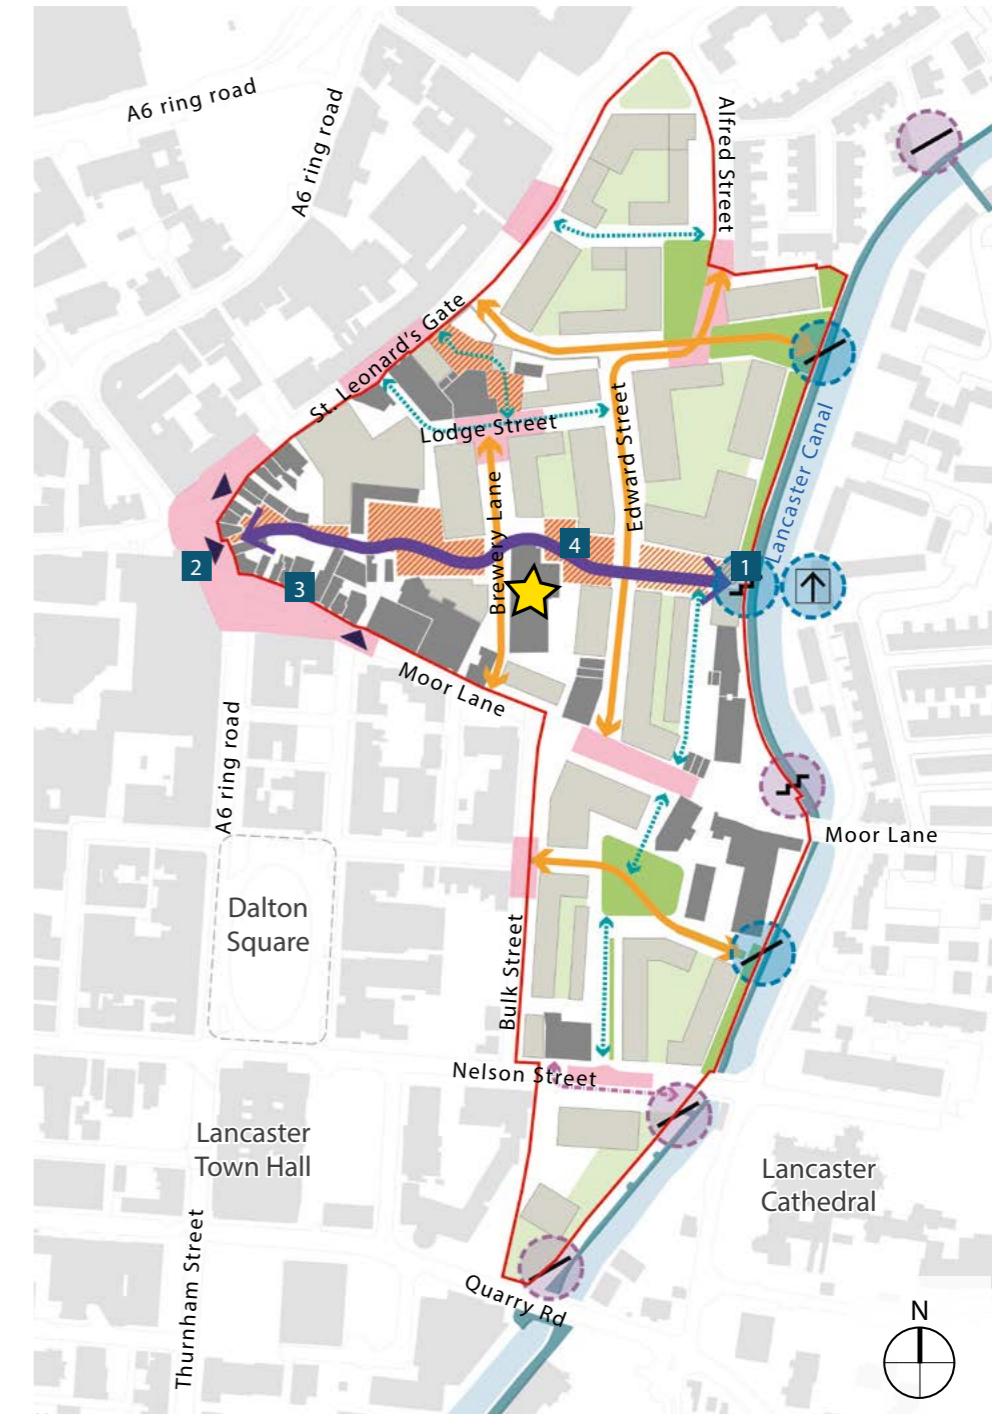 A6 ring road
A6 ring road
Alfred Street
St. Leonard's Gate
Lodge Street
Edward Street
Lancaster Canal
Brewery Lane
4
1
2
3
Moor Lane
A6 ring road
Moor Lane
Dalton
Square
Bulk Street
Nelson Street
Lancaster
Town Hall
Lancaster
Cathedral
Thurnham Street
Quarry Rd
N